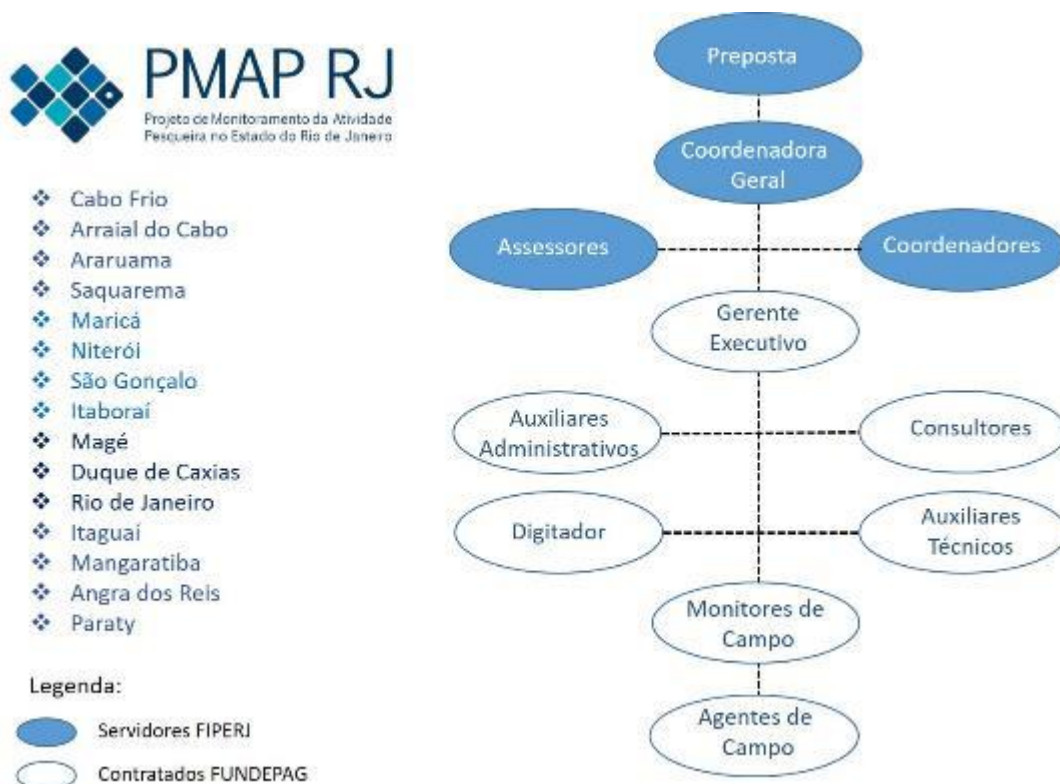 PMAP RJ
Projeto de Monitoramento da Atividade
Pesqueira no Estado do Rio de Janeiro
Cabo Frio
Arraial do Cabo
Araruama
Saquarema
Maricá
Niterói
São Gonçalo
Itaboraí
Magé
Duque de Caxias
Rio de Janeiro
Itaguaí
Mangaratiba
Angra dos Reis
Paraty
Legenda:
Servidores FIPERJ
Contratados FUNDEPAG
Preposta
Coordenadora
Geral
Assessores
Coordenadores
Gerente
Executivo
Auxiliares
Administrativos
Consultores
Digitador
Auxiliares
Técnicos
Monitores de
Campo
Agentes de
Campo